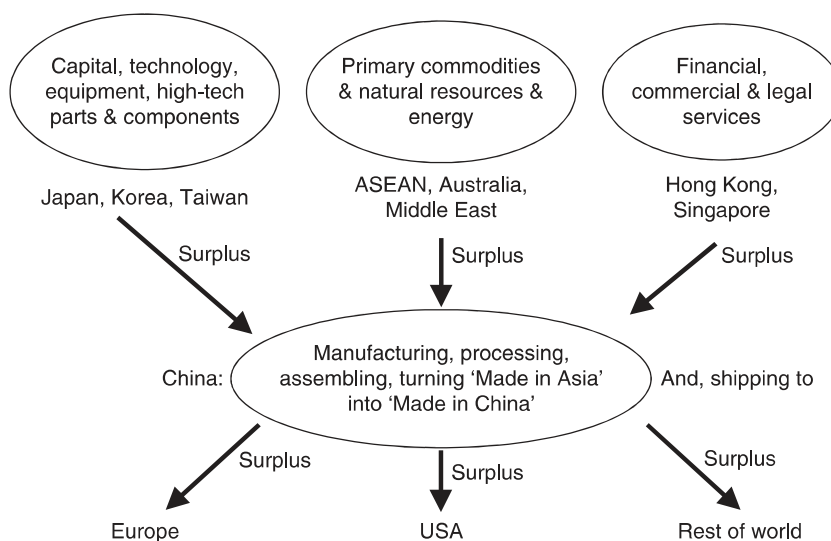 Capital, technology,
equipment, high-tech
parts & components
Primary commodities
& natural resources &
energy
Financial,
commercial & legal
services
Japan, Korea, Taiwan
ASEAN, Australia,
Middle East
Hong Kong,
Singapore
Surplus
Surplus
Surplus
China:
Manufacturing, processing,
assembling, turning ‘Made in Asia’
into ‘Made in China’
And, shipping to
Surplus
Surplus
Surplus
Europe
USA
Rest of world